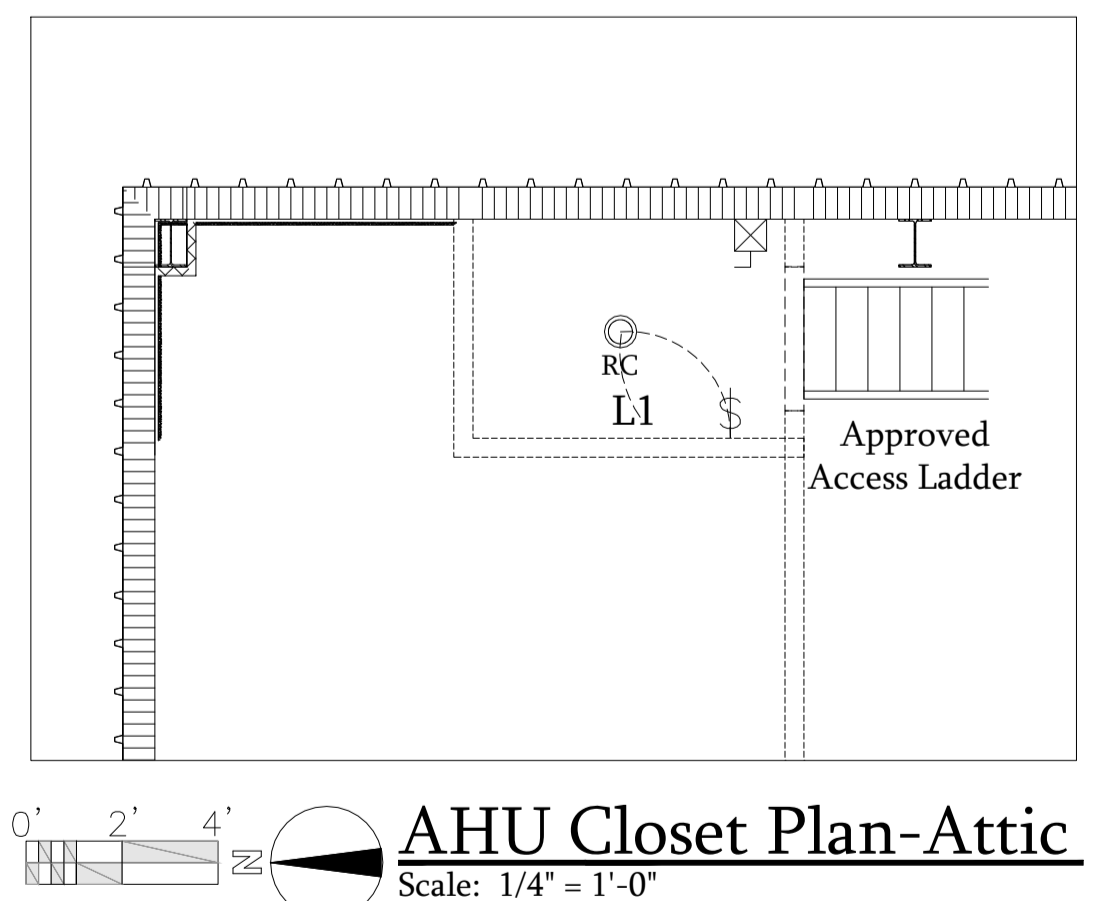 RC
L1
$
Approved
Access Ladder
0' 2' 4'
N
AHU Closet Plan-Attic
Scale: 1/4" = 1'-0"